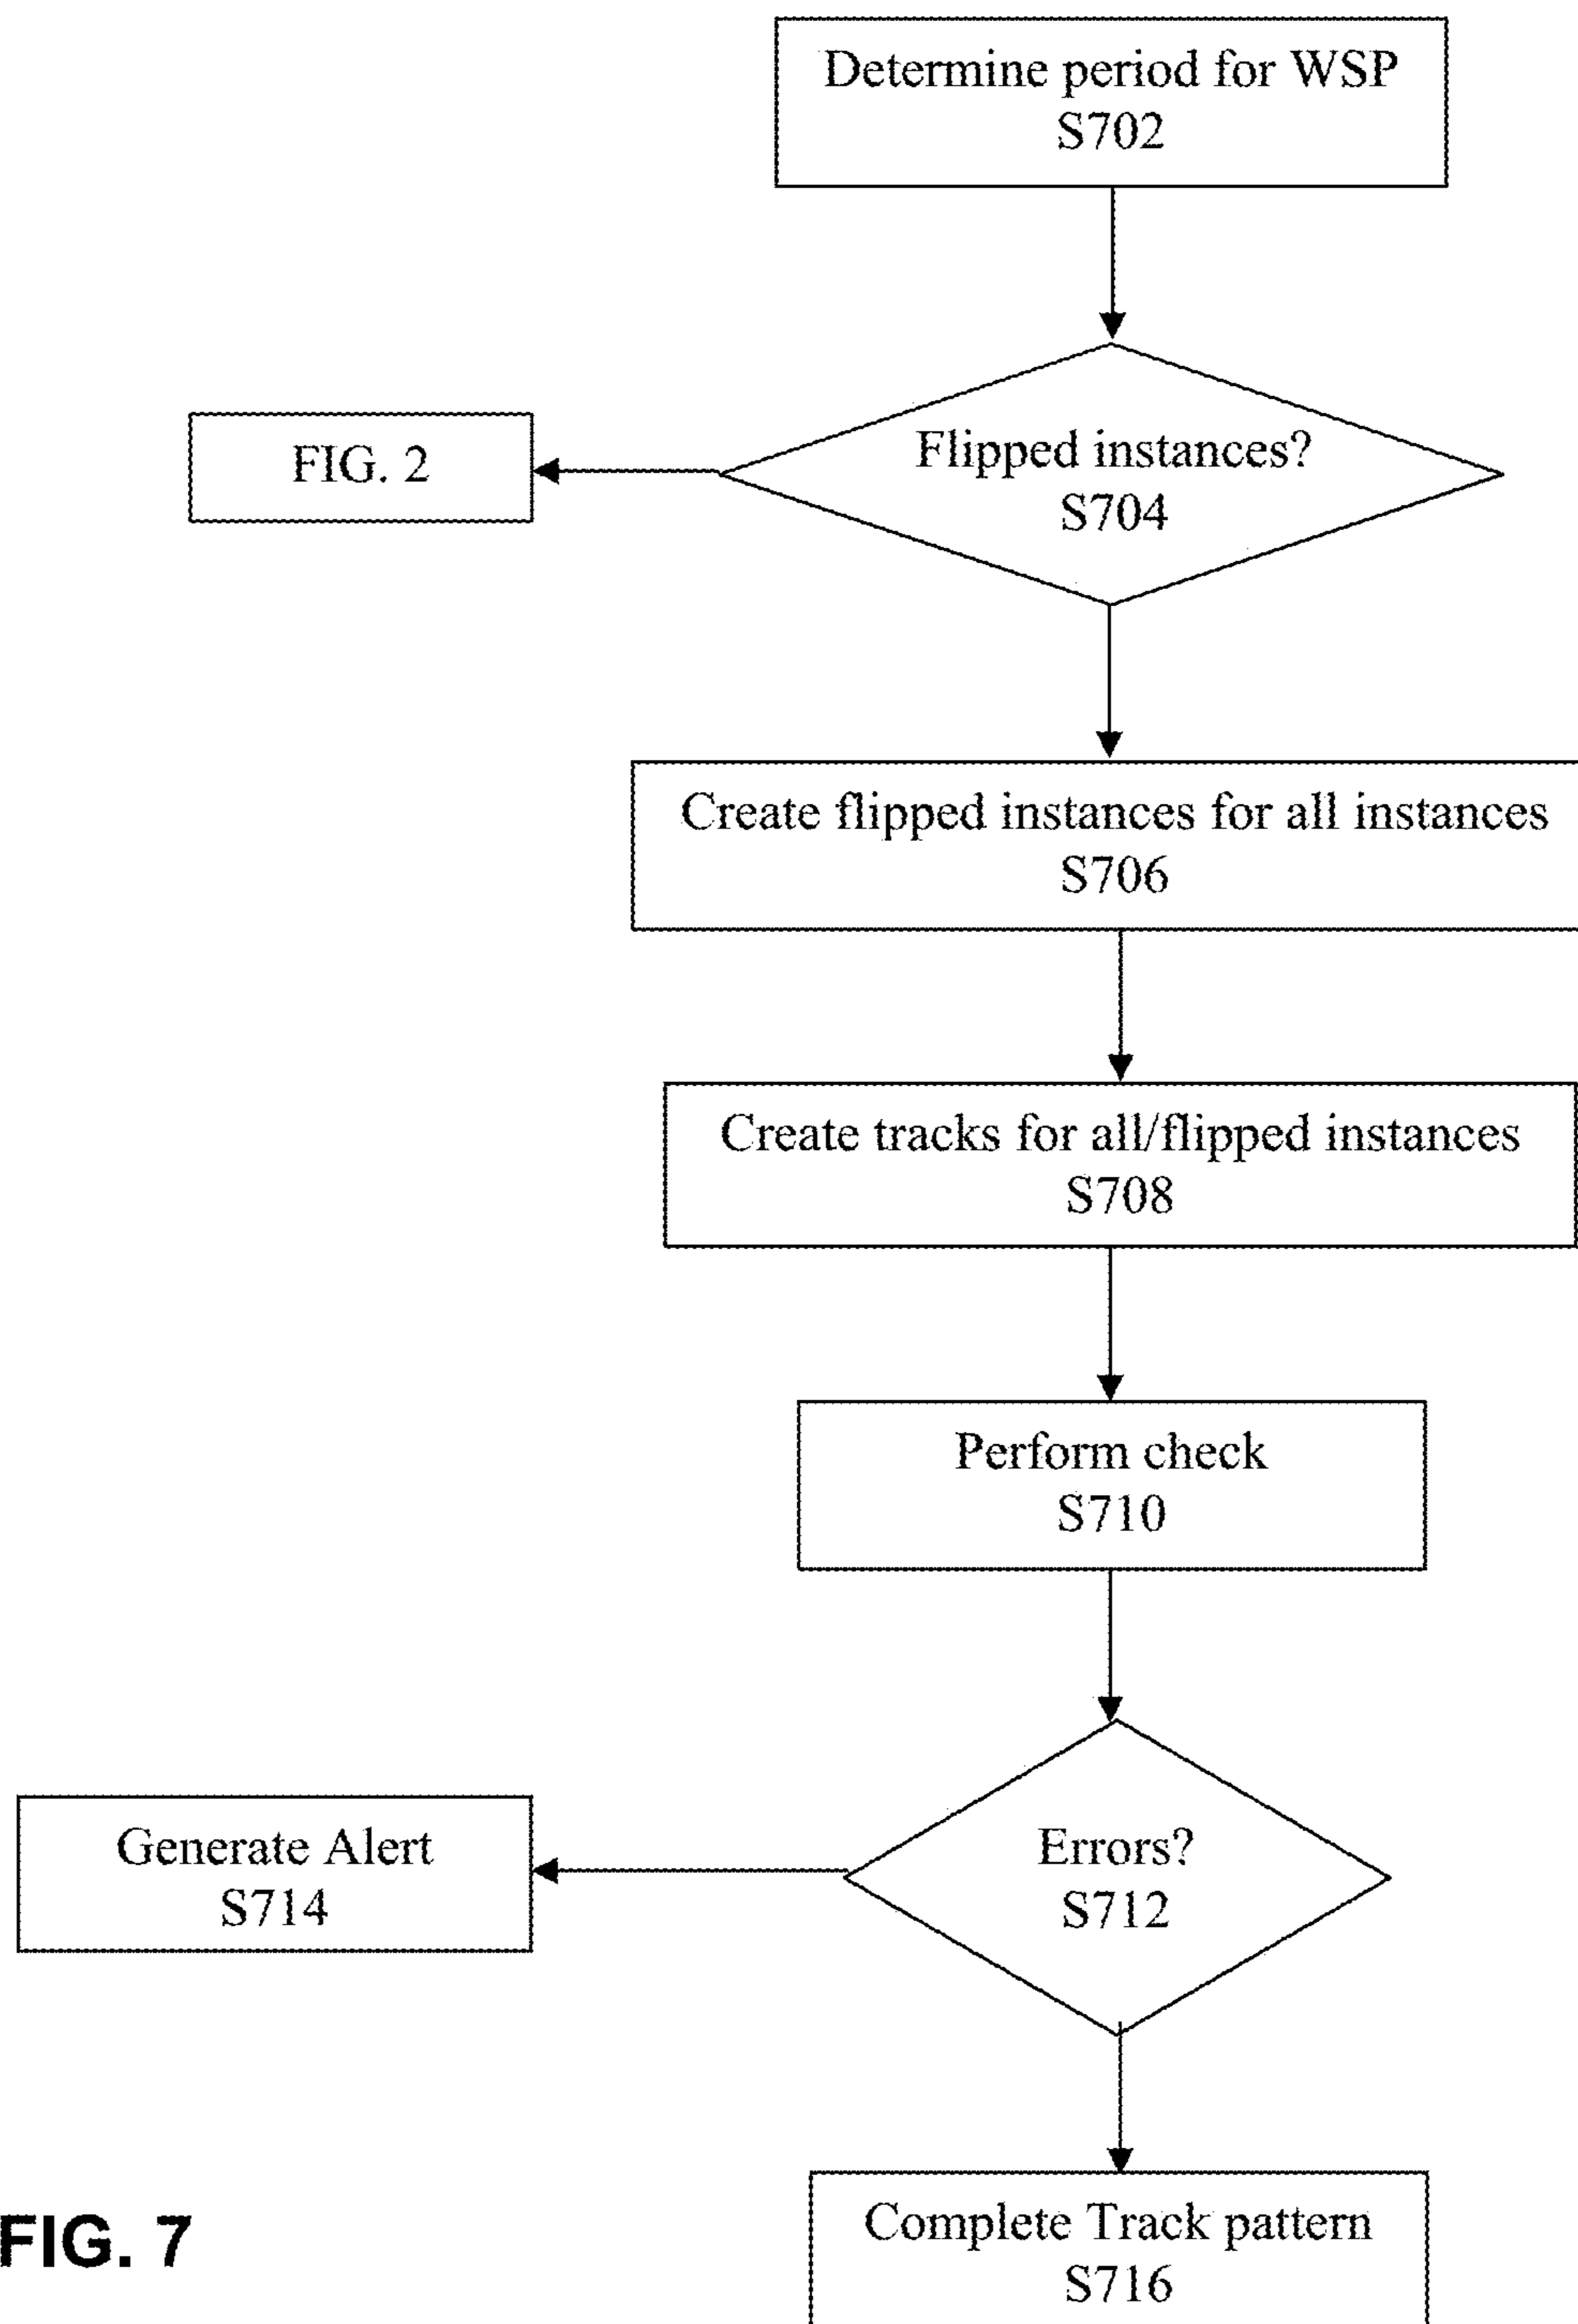 Determine period for WSP
S702
Flipped instances?
S704
FIG. 2
Create flipped instances for all instances
S706
Create tracks for all/flipped instances
S708
Perform check
S710
Errors?
S712
Generate Alert
S714
Complete Track pattern
S716
FIG. 7